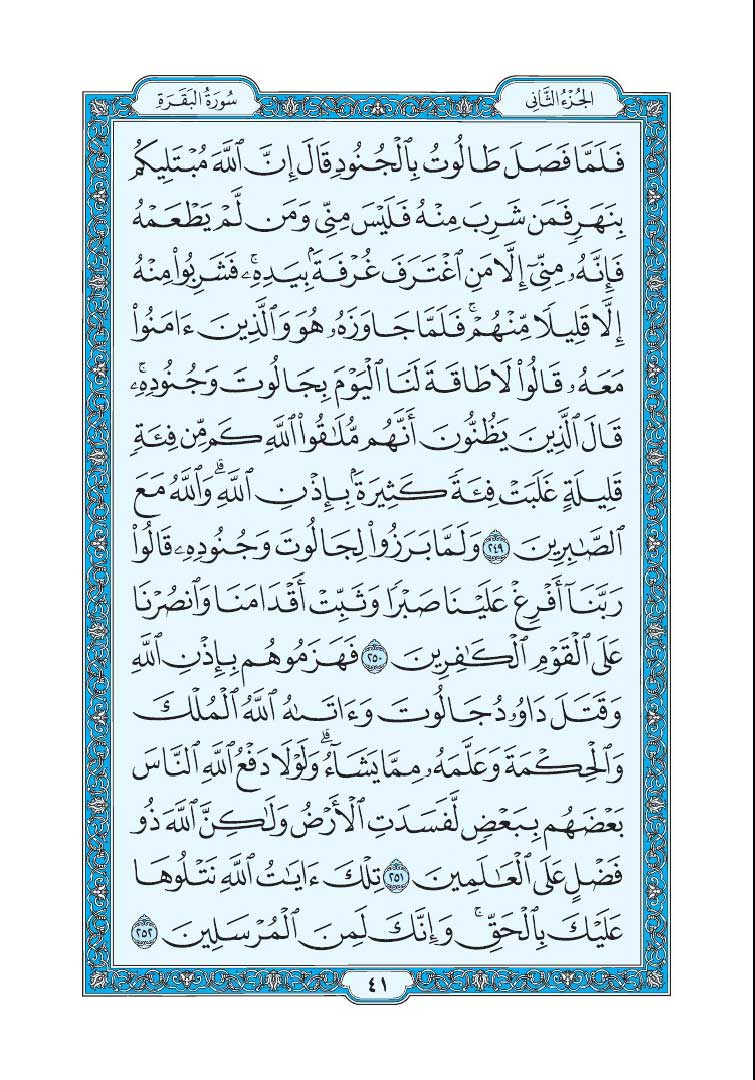 الجُزْءُ الثَّانِي
سُورَةُ البَقَرَةِ
فَلَمَّا فَصَلَ طَالُوتُ بِٱلْجُنُودِ قَالَ إِنَّ ٱللَّهَ مُبْتَلِيكُم
بِنَهَرٍ فَمَن شَرِبَ مِنْهُ فَلَيْسَ مِنِّى وَمَن لَّمْ يَطْعَمْهُ
فَإِنَّهُۥ مِنِّىٓ إِلَّا مَنِ ٱغْتَرَفَ غُرْفَةًۢ بِيَدِهِۦۚ فَشَرِبُوا۟ مِنْهُ
إِلَّا قَلِيلًا مِّنْهُمْۚ فَلَمَّا جَاوَزَهُۥ هُوَ وَٱلَّذِينَ ءَامَنُوا۟
مَعَهُۥ قَالُوا۟ لَا طَاقَةَ لَنَا ٱلْيَوْمَ بِجَالُوتَ وَجُنُودِهِۦۚ
قَالَ ٱلَّذِينَ يَظُنُّونَ أَنَّهُم مُّلَٰقُوا۟ ٱللَّهِ كَم مِّن فِئَةٍ
قَلِيلَةٍ غَلَبَتْ فِئَةً كَثِيرَةًۢ بِإِذْنِ ٱللَّهِۗ وَٱللَّهُ مَعَ
ٱلصَّٰبِرِينَ ٢٤٩ وَلَمَّا بَرَزُوا۟ لِجَالُوتَ وَجُنُودِهِۦ قَالُوا۟
رَبَّنَآ أَفْرِغْ عَلَيْنَا صَبْرًا وَثَبِّتْ أَقْدَامَنَا وَٱنصُرْنَا
عَلَى ٱلْقَوْمِ ٱلْكَٰفِرِينَ ٢٥٠ فَهَزَمُوهُم بِإِذْنِ ٱللَّهِ
وَقَتَلَ دَاوُۥدُ جَالُوتَ وَءَاتَىٰهُ ٱللَّهُ ٱلْمُلْكَ
وَٱلْحِكْمَةَ وَعَلَّمَهُۥ مِمَّا يَشَآءُۗ وَلَوْلَا دَفْعُ ٱللَّهِ ٱلنَّاسَ
بَعْضَهُم بِبَعْضٍ لَّفَسَدَتِ ٱلْأَرْضُ وَلَٰكِنَّ ٱللَّهَ ذُو
فَضْلٍ عَلَى ٱلْعَٰلَمِينَ ٢٥١ تِلْكَ ءَايَٰتُ ٱللَّهِ نَتْلُوهَا
عَلَيْكَ بِٱلْحَقِّۚ وَإِنَّكَ لَمِنَ ٱلْمُرْسَلِينَ ٢٥٢
٤١